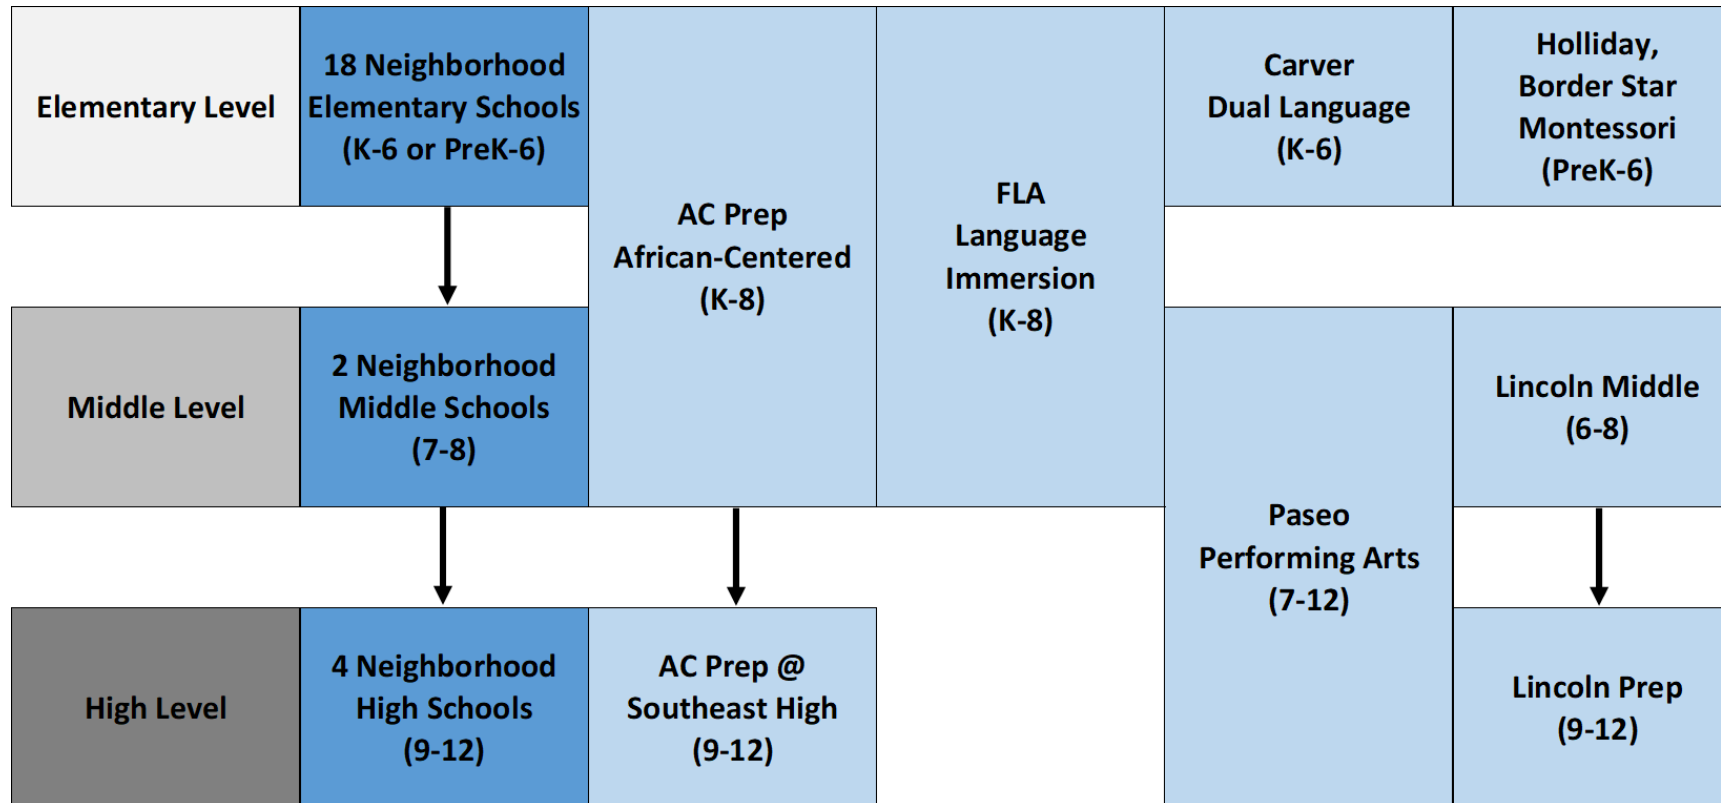 Elementary Level
18 Neighborhood
Elementary Schools
(K-6 or PreK-6)
AC Prep
African-Centered
(K-8)
FLA
Language
Immersion
(K-8)
Carver
Dual Language
(K-6)
Holliday,
Border Star
Montessori
(PreK-6)
Middle Level
2 Neighborhood
Middle Schools
(7-8)
Paseo
Performing Arts
(7-12)
Lincoln Middle
(6-8)
High Level
4 Neighborhood
High Schools
(9-12)
AC Prep @
Southeast High
(9-12)
Lincoln Prep
(9-12)